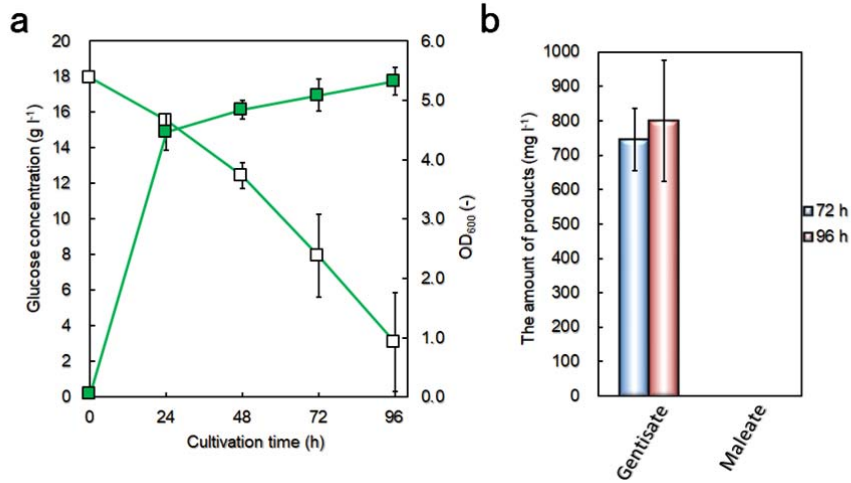 a
20
18
16
14
12
10
8
6
4
2
0
Glucose concentration (g l⁻¹)
6.0
5.0
4.0
3.0
2.0
1.0
0.0
OD₆₀₀ (-)
0 24 48 72 96
Cultivation time (h)
b
1000
900
800
700
600
500
400
300
200
100
0
The amount of products (mg l⁻¹)
72 h
96 h
Gentisate
Maleate